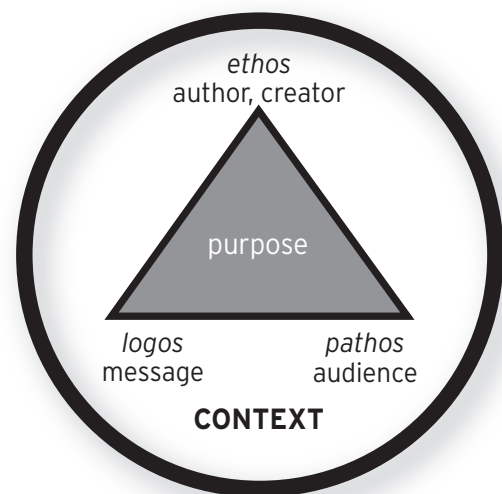 ethos
author, creator
purpose
logos
message
pathos
audience
CONTEXT